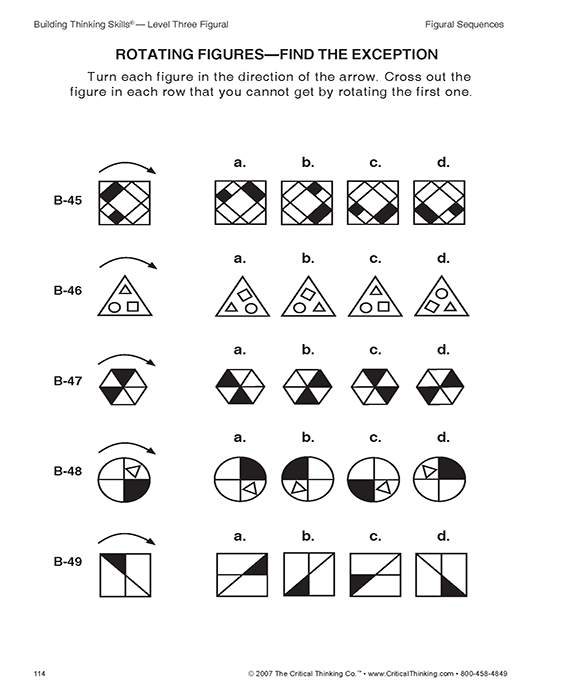 Building Thinking Skills® — Level Three Figural Figural Sequences
ROTATING FIGURES—FIND THE EXCEPTION
Turn each figure in the direction of the arrow. Cross out the
figure in each row that you cannot get by rotating the first one.
a. b. c. d.
B-45
a. b. c. d.
B-46
a. b. c. d.
B-47
a. b. c. d.
B-48
a. b. c. d.
B-49
114 © 2007 The Critical Thinking Co.™ • www.CriticalThinking.com • 800-458-4849